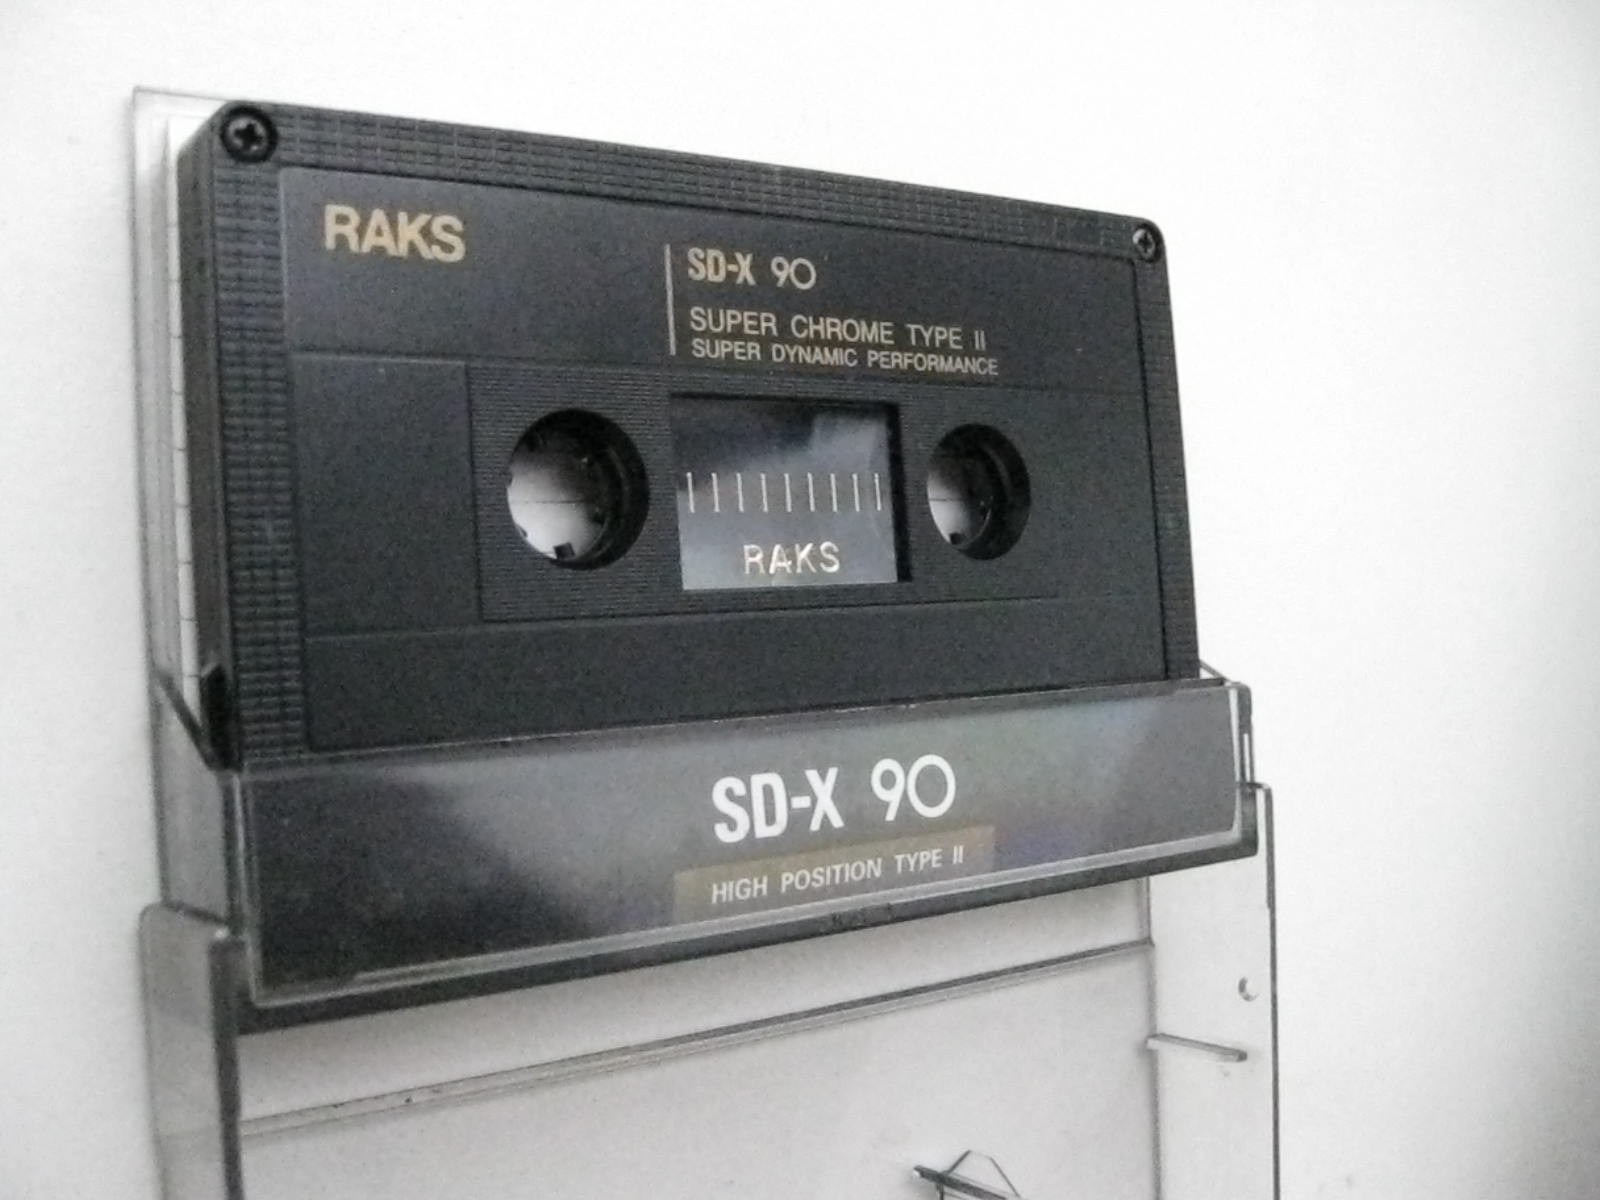 RAKS
SD-X 90
SUPER CHROME TYPE II
SUPER DYNAMIC PERFORMANCE
RAKS
SD-X 90
HIGH POSITION TYPE II